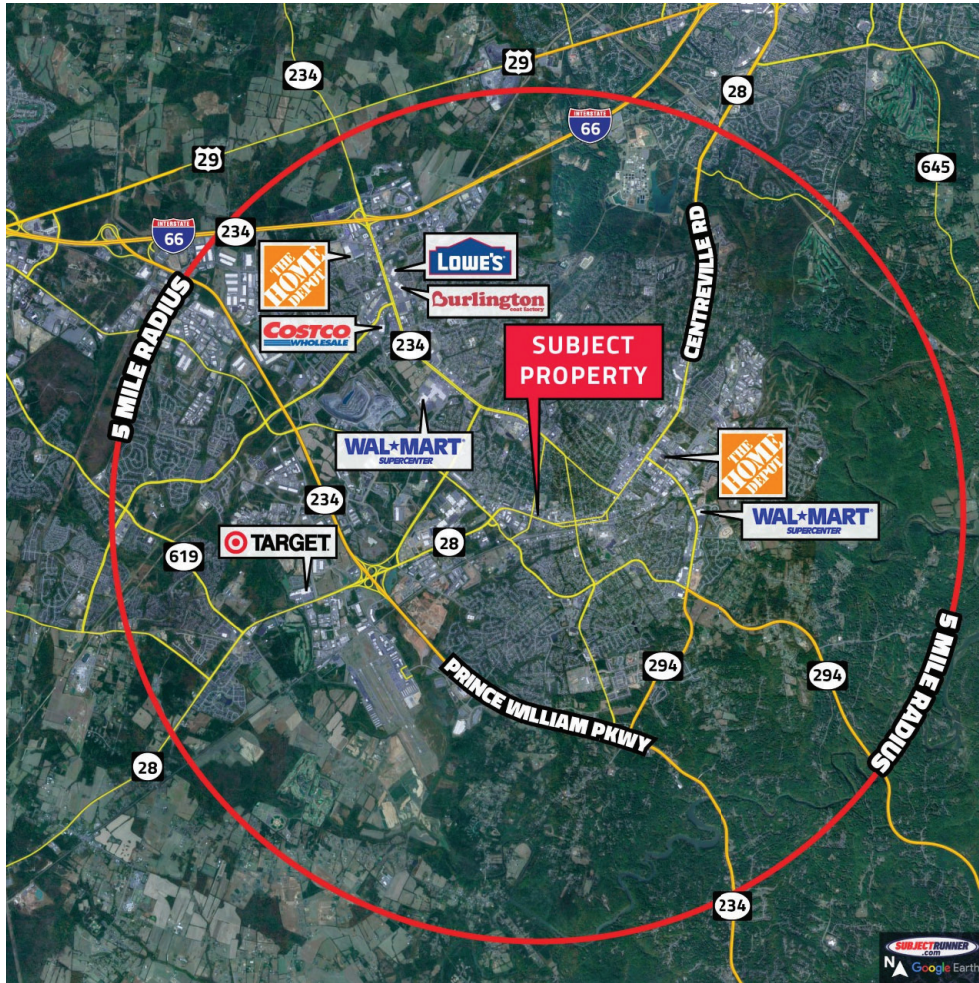 29
234
28
INTERSTATE
66
29
645
234
INTERSTATE
66
THE
HOME
DEPOT
LOWE'S
Burlington
coat factory
COSTCO
WHOLESALE
234
CENTREVILLE RD
5 MILE RADIUS
SUBJECT
PROPERTY
WAL★MART®
SUPERCENTER
THE
HOME
DEPOT
234
WAL★MART®
SUPERCENTER
TARGET
28
619
294
294
5 MILE RADIUS
PRINCE WILLIAM PKWY
28
234
SUBJECTRUNNER
.com
N
Google Earth